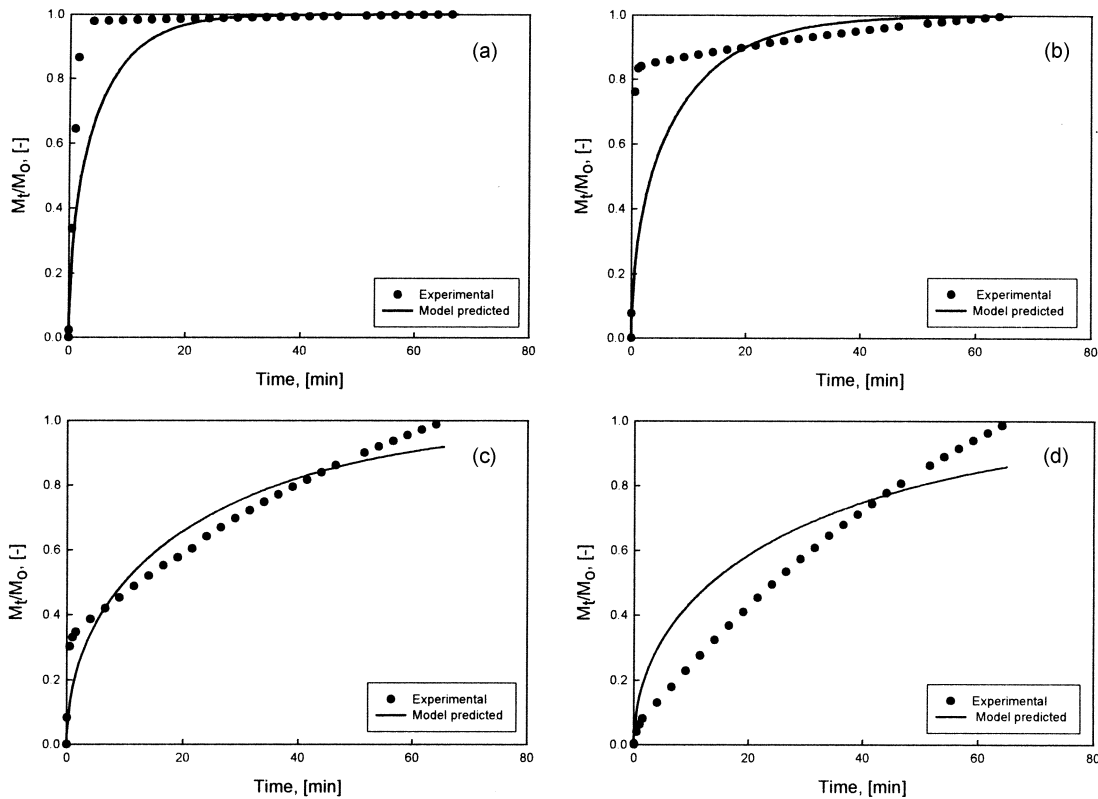 1.0
0.8
0.6
0.4
0.2
0.0
0
20
40
60
80
Mt/Mo, [-]
Time, [min]
(a)
Experimental
Model predicted
1.0
0.8
0.6
0.4
0.2
0.0
0
20
40
60
80
Mt/Mo, [-]
Time, [min]
(b)
Experimental
Model predicted
1.0
0.8
0.6
0.4
0.2
0.0
0
20
40
60
80
Mt/Mo, [-]
Time, [min]
(c)
Experimental
Model predicted
1.0
0.8
0.6
0.4
0.2
0.0
0
20
40
60
80
Mt/Mo, [-]
Time, [min]
(d)
Experimental
Model predicted